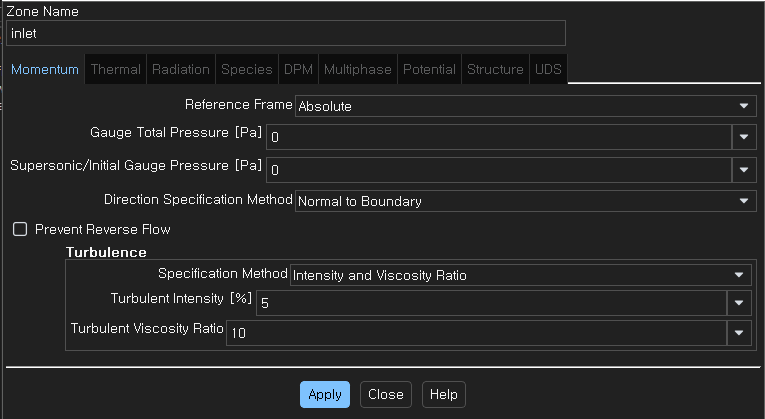 Zone Name
inlet
Momentum Thermal Radiation Species DPM Multiphase Potential Structure UDS
Reference Frame Absolute
Gauge Total Pressure [Pa] 0
Supersonic/Initial Gauge Pressure [Pa] 0
Direction Specification Method Normal to Boundary
Prevent Reverse Flow
Turbulence
Specification Method Intensity and Viscosity Ratio
Turbulent Intensity [%] 5
Turbulent Viscosity Ratio 10
Apply Close Help